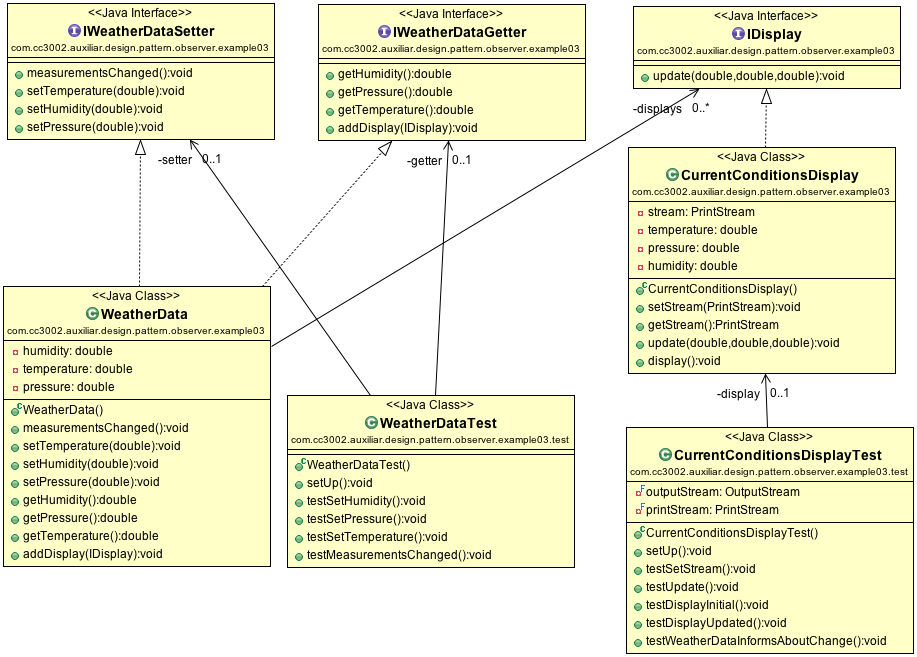 <<Java Interface>>
IWeatherDataSetter
com.cc3002.auxiliar.design.pattern.observer.example03
measurementsChanged():void
setTemperature(double):void
setHumidity(double):void
setPressure(double):void
<<Java Interface>>
IWeatherDataGetter
com.cc3002.auxiliar.design.pattern.observer.example03
getHumidity():double
getPressure():double
getTemperature():double
addDisplay(IDisplay):void
<<Java Interface>>
IDisplay
com.cc3002.auxiliar.design.pattern.observer.example03
update(double,double,double):void
-displays 0..*
-setter 0..1
-getter 0..1
<<Java Class>>
CurrentConditionsDisplay
com.cc3002.auxiliar.design.pattern.observer.example03
stream: PrintStream
temperature: double
pressure: double
humidity: double
CurrentConditionsDisplay()
setStream(PrintStream):void
getStream():PrintStream
update(double,double,double):void
display():void
<<Java Class>>
WeatherData
com.cc3002.auxiliar.design.pattern.observer.example03
humidity: double
temperature: double
pressure: double
WeatherData()
measurementsChanged():void
setTemperature(double):void
setHumidity(double):void
setPressure(double):void
getHumidity():double
getPressure():double
getTemperature():double
addDisplay(IDisplay):void
<<Java Class>>
WeatherDataTest
com.cc3002.auxiliar.design.pattern.observer.example03.test
WeatherDataTest()
setUp():void
testSetHumidity():void
testSetPressure():void
testSetTemperature():void
testMeasurementsChanged():void
-display 0..1
<<Java Class>>
CurrentConditionsDisplayTest
com.cc3002.auxiliar.design.pattern.observer.example03.test
outputStream: OutputStream
printStream: PrintStream
CurrentConditionsDisplayTest()
setUp():void
testSetStream():void
testUpdate():void
testDisplayInitial():void
testDisplayUpdated():void
testWeatherDataInformsAboutChange():void